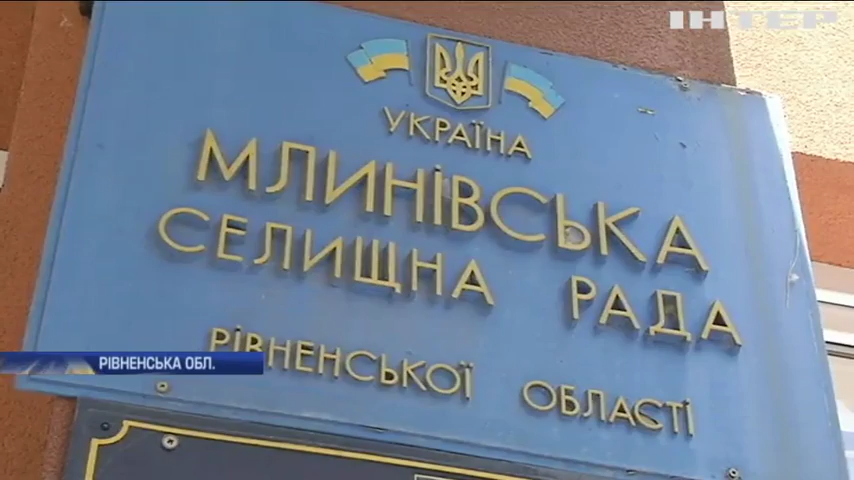 ІНТЕР
УКРАЇНА
МЛИНІВСЬКА
СЕЛИЩНА РАДА
РІВНЕНСЬКОЇ ОБЛАСТІ
РІВНЕНСЬКА ОБЛ.